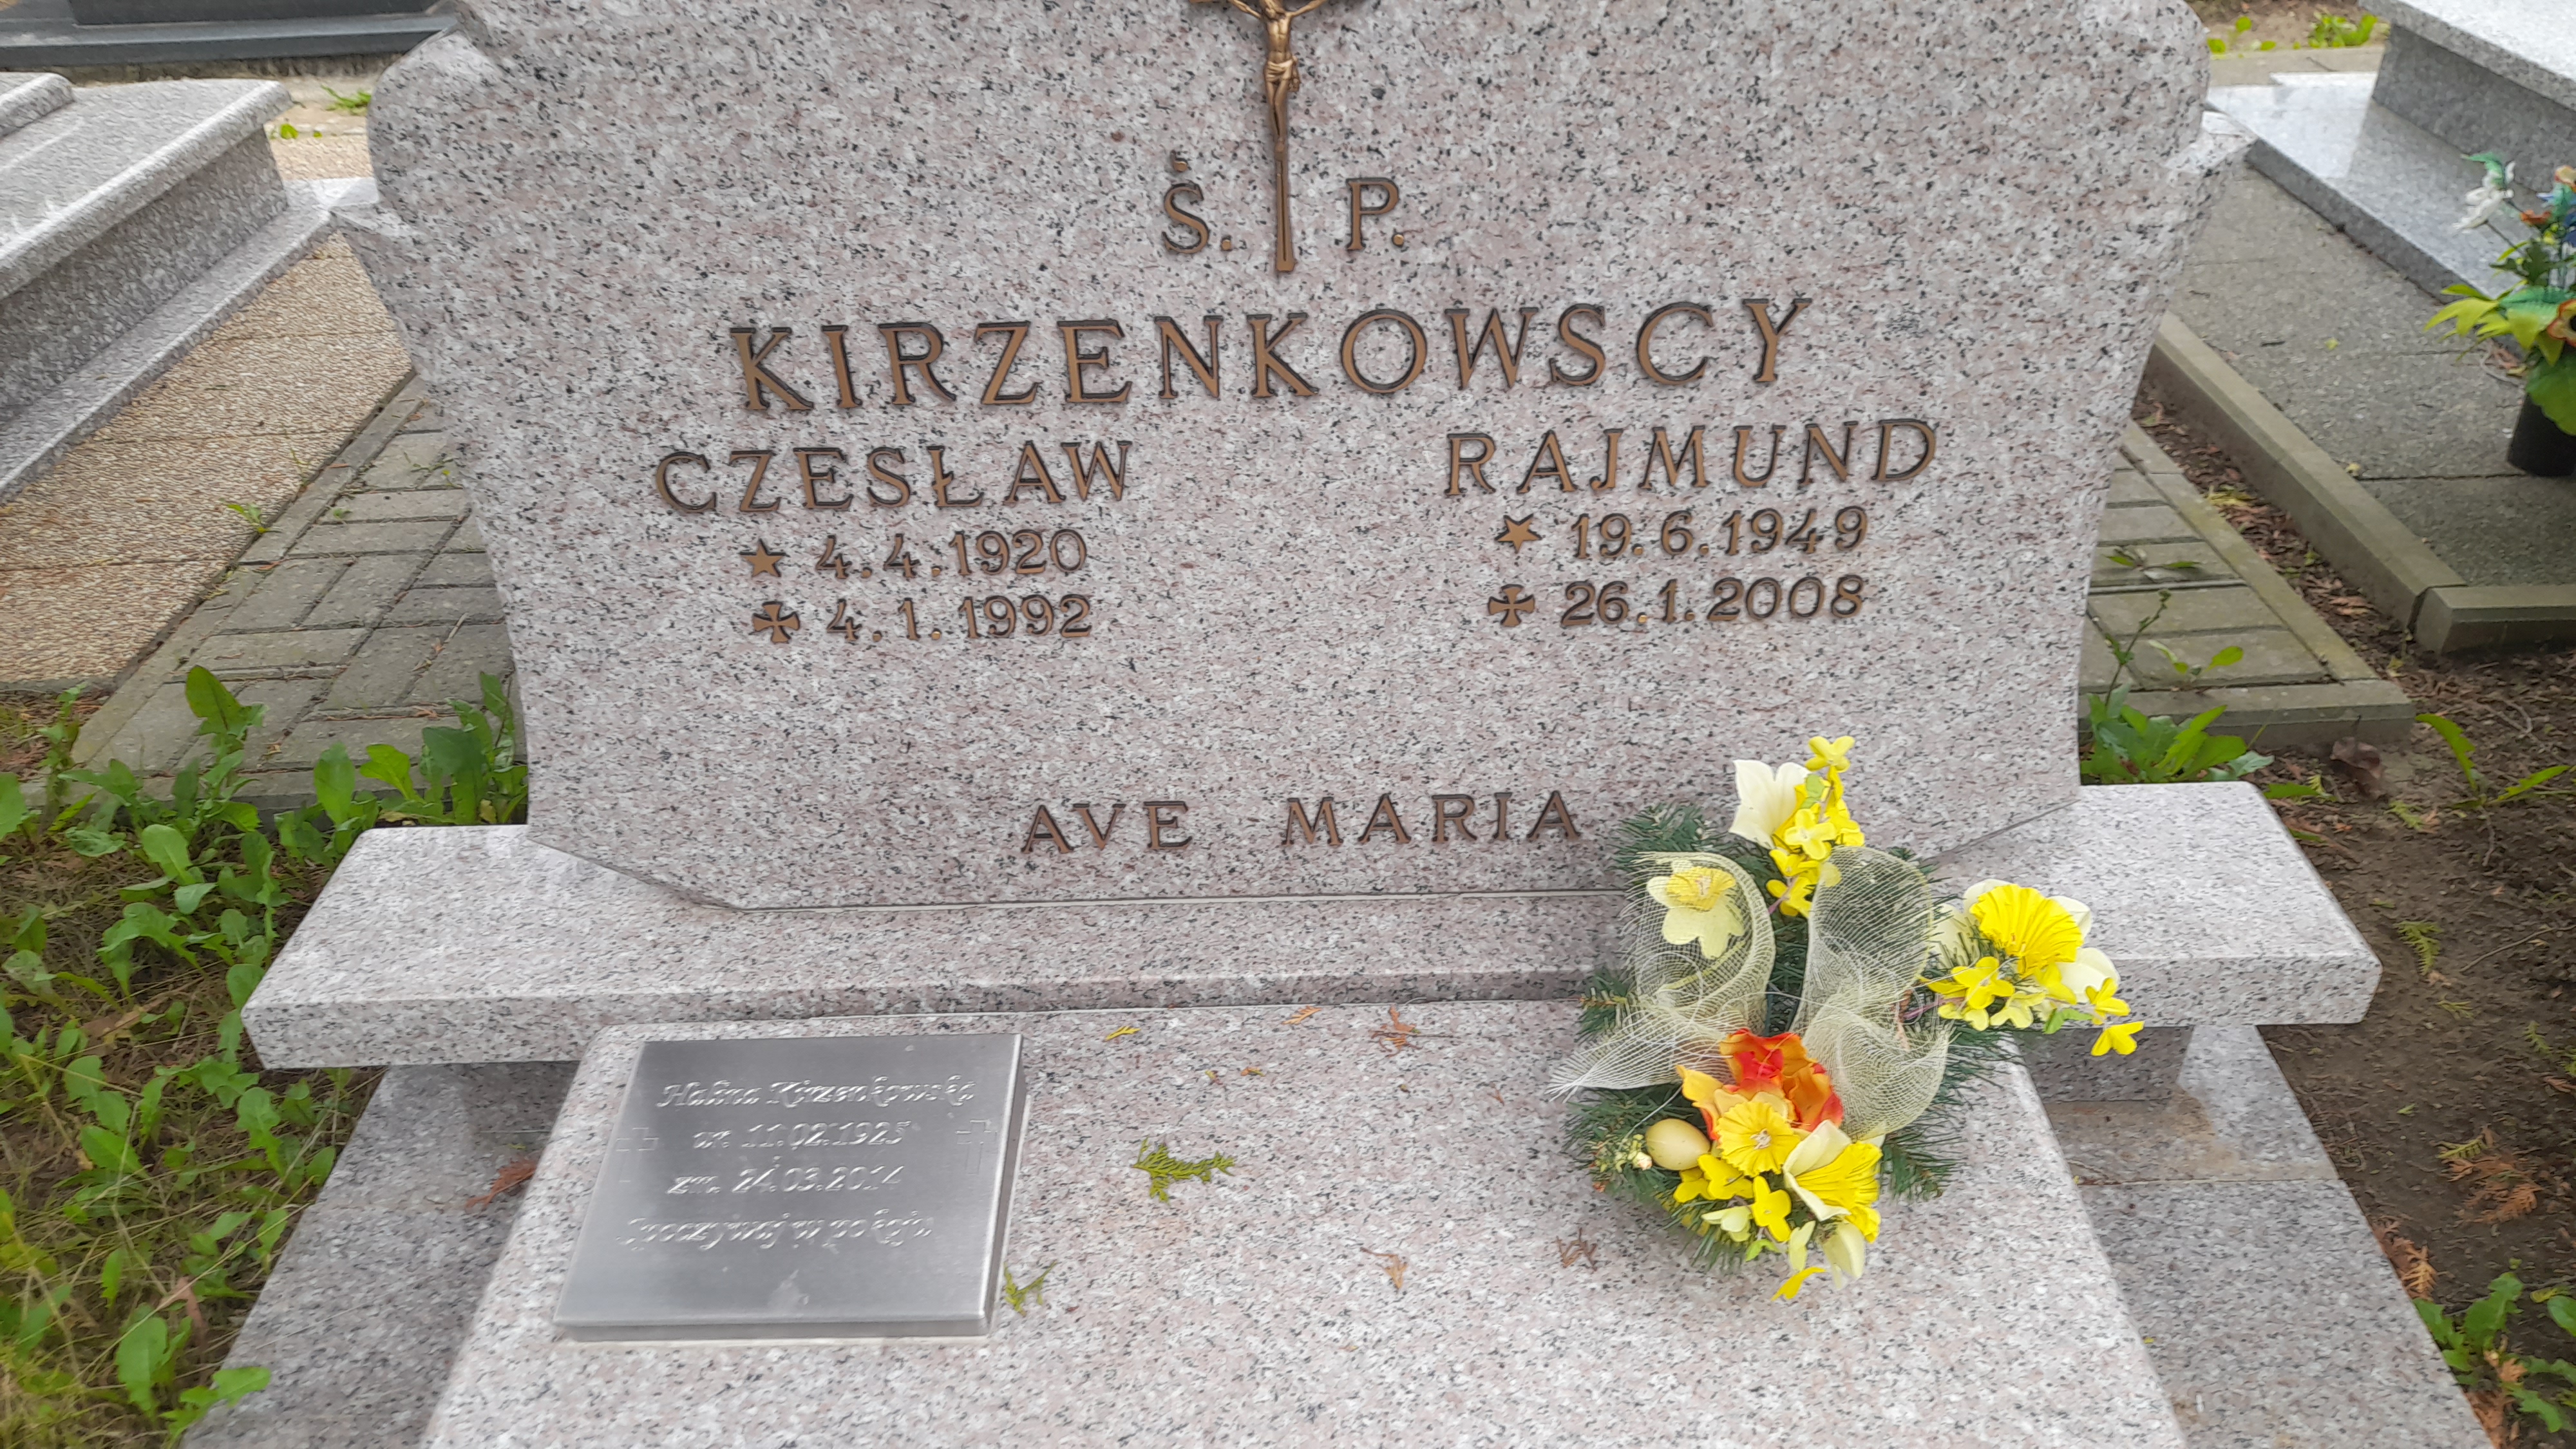 Ś. P.
KIRZENKOWSCY
CZESŁAW
4.4.1920
4.1.1992
RAJMUND
19.6.1949
26.1.2008
AVE MARIA
Halina Kirzenkowska
ur. 11.02.1925
zm. 24.03.2014
Spoczywaj w pokoju